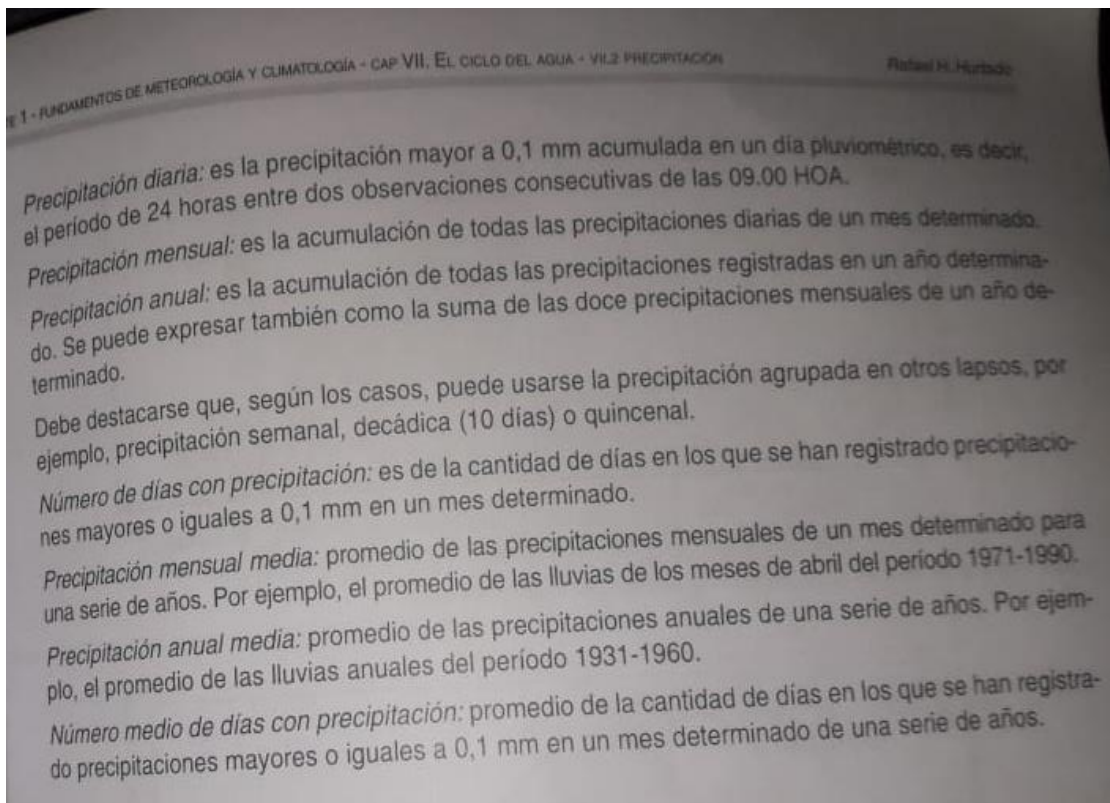 TE 1 - FUNDAMENTOS DE METEOROLOGÍA Y CLIMATOLOGÍA - CAP VII. EL CICLO DEL AGUA - VII.2 PRECIPITACIÓN
Rafael H. Hurtado
Precipitación diaria: es la precipitación mayor a 0,1 mm acumulada en un día pluviométrico, es decir,
el período de 24 horas entre dos observaciones consecutivas de las 09.00 HOA.
Precipitación mensual: es la acumulación de todas las precipitaciones diarias de un mes determinado.
Precipitación anual: es la acumulación de todas las precipitaciones registradas en un año determina-
do. Se puede expresar también como la suma de las doce precipitaciones mensuales de un año de-
terminado.
Debe destacarse que, según los casos, puede usarse la precipitación agrupada en otros lapsos, por
ejemplo, precipitación semanal, decádica (10 días) o quincenal.
Número de días con precipitación: es de la cantidad de días en los que se han registrado precipitacio-
nes mayores o iguales a 0,1 mm en un mes determinado.
Precipitación mensual media: promedio de las precipitaciones mensuales de un mes determinado para
una serie de años. Por ejemplo, el promedio de las lluvias de los meses de abril del período 1971-1990.
Precipitación anual media: promedio de las precipitaciones anuales de una serie de años. Por ejem-
plo, el promedio de las lluvias anuales del período 1931-1960.
Número medio de días con precipitación: promedio de la cantidad de días en los que se han registra-
do precipitaciones mayores o iguales a 0,1 mm en un mes determinado de una serie de años.